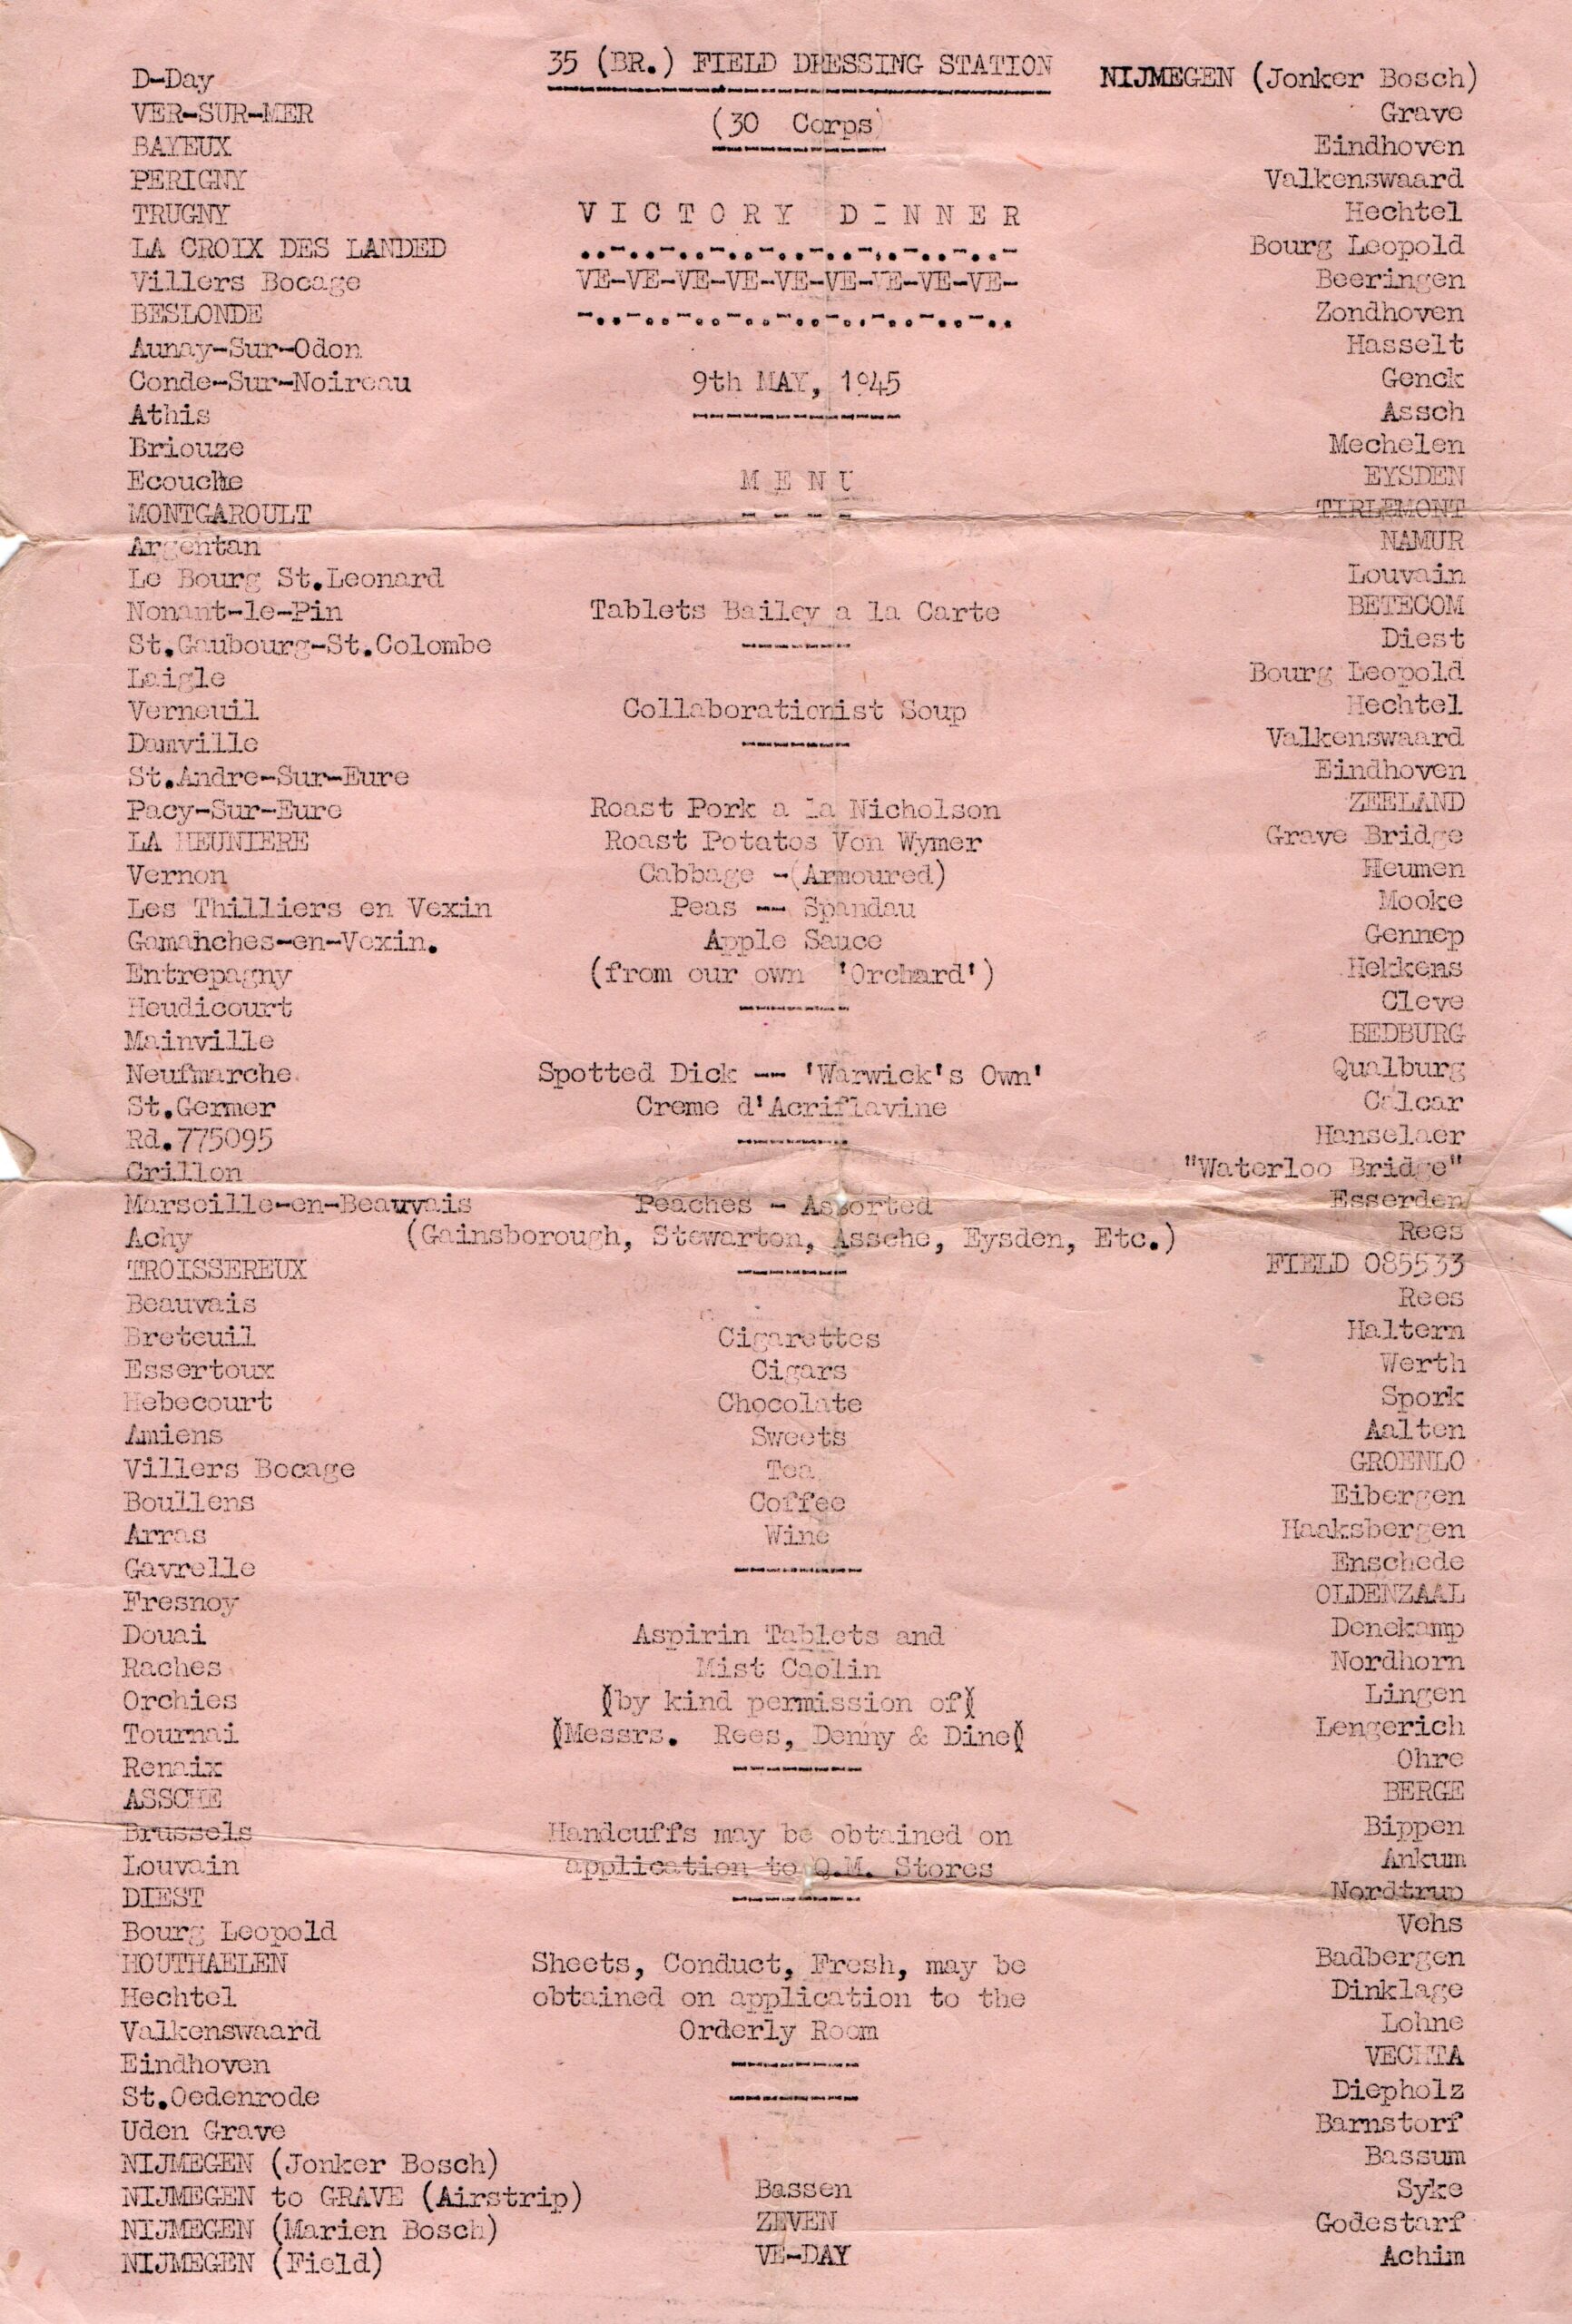 D-Day
VER-SUR-MER
BAYEUX
PERIGNY
TRUGNY
LA CROIX DES LANDED
Villers Bocage
BESLONDE
Aunay-Sur-Odon
Conde-Sur-Noireau
Athis
Briouze
Ecouche
MONTGAROULT
Argentan
Le Bourg St.Leonard
Nonant-le-Pin
St.Gaubourg-St.Colombe
Laigle
Verneuil
Damville
St.Andre-Sur-Eure
Pacy-Sur-Eure
LA HEUNIERE
Vernon
Les Thilliers en Vexin
Gamanches-en-Vexin.
Entrepagny
Heudicourt
Mainville
Neufmarche.
St.Germer
Rd.775095
Crillon
Marseille-en-Beauvais
Achy
TROISSEREUX
Beauvais
Breteuil
Essertoux
Hebecourt
Amiens
Villers Bocage
Boullens
Arras
Gavrelle
Fresnoy
Douai
Raches
Orchies
Tournai
Renaix
ASSCHE
Brussels
Louvain
DIEST
Bourg Leopold
HOUTHAELEN
Hechtel
Valkenswaard
Eindhoven
St.Oedenrode
Uden Grave
NIJMEGEN (Jonker Bosch)
NIJMEGEN to GRAVE (Airstrip)
NIJMEGEN (Marien Bosch)
NIJMEGEN (Field)
35 (BR.) FIELD DRESSING STATION
(30 Corps)
VICTORY DINNER
VE-VE-VE-VE-VE-VE-VE-VE-VE-
9th MAY, 1945
MENU
Tablets Bailey a la Carte
Collaborationist Soup
Roast Pork a la Nicholson
Roast Potatos Von Wymer
Cabbage -(Armoured)
Peas -- Spandau
Apple Sauce
(from our own 'Orchard')
Spotted Dick -- 'Warwick's Own'
Creme d'Acriflavine
Peaches - Assorted
(Gainsborough, Stewarton, Assche, Eysden, Etc.)
Cigarettes
Cigars
Chocolate
Sweets
Tea
Coffee
Wine
Aspirin Tablets and
Mist Caolin
(by kind permission of)
(Messrs. Rees, Denny & Dine)
Handcuffs may be obtained on
application to Q.M. Stores
Sheets, Conduct, Fresh, may be
obtained on application to the
Orderly Room
Bassen
ZEVEN
VE-DAY
NIJMEGEN (Jonker Bosch)
Grave
Eindhoven
Valkenswaard
Hechtel
Bourg Leopold
Beeringen
Zondhoven
Hasselt
Genck
Assch
Mechelen
EYSDEN
TIRLEMONT
NAMUR
Louvain
BETECOM
Diest
Bourg Leopold
Hechtel
Valkenswaard
Eindhoven
ZEELAND
Grave Bridge
Heumen
Mooke
Gennep
Hekkens
Cleve
BEDBURG
Qualburg
Calcar
Hanselaer
"Waterloo Bridge"
Esserden
Rees
FIELD 085533
Rees
Haltern
Werth
Spork
Aalten
GROENLO
Eibergen
Haaksbergen
Enschede
OLDENZAAL
Denekamp
Nordhorn
Lingen
Lengerich
Ohre
BERGE
Bippen
Ankum
Nordtrup
Vehs
Badbergen
Dinklage
Lohne
VECHTA
Diepholz
Barnstorf
Bassum
Syke
Godestarf
Achim